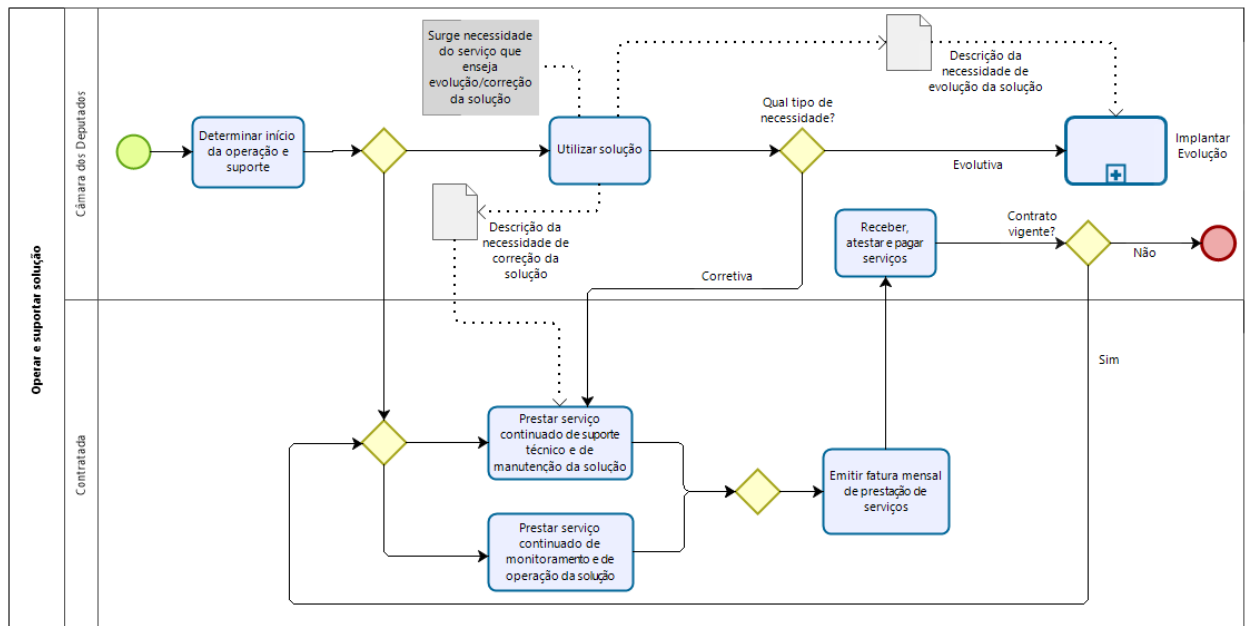 Operar e suportar solução
Câmara dos Deputados
Determinar início
da operação e
suporte
Surge necessidade
do serviço que
enseja
evolução/correção
da solução
Utilizar solução
Descrição da
necessidade de
correção da
solução
Qual tipo de
necessidade?
Descrição da
necessidade de
evolução da solução
Evolutiva
Implantar
Evolução
Corretiva
Receber,
atestar e pagar
serviços
Contrato
vigente?
Não
Sim
Contratada
Prestar serviço
continuado de suporte
técnico e de
manutenção da solução
Prestar serviço
continuado de
monitoramento e de
operação da solução
Emitir fatura mensal
de prestação de
serviços